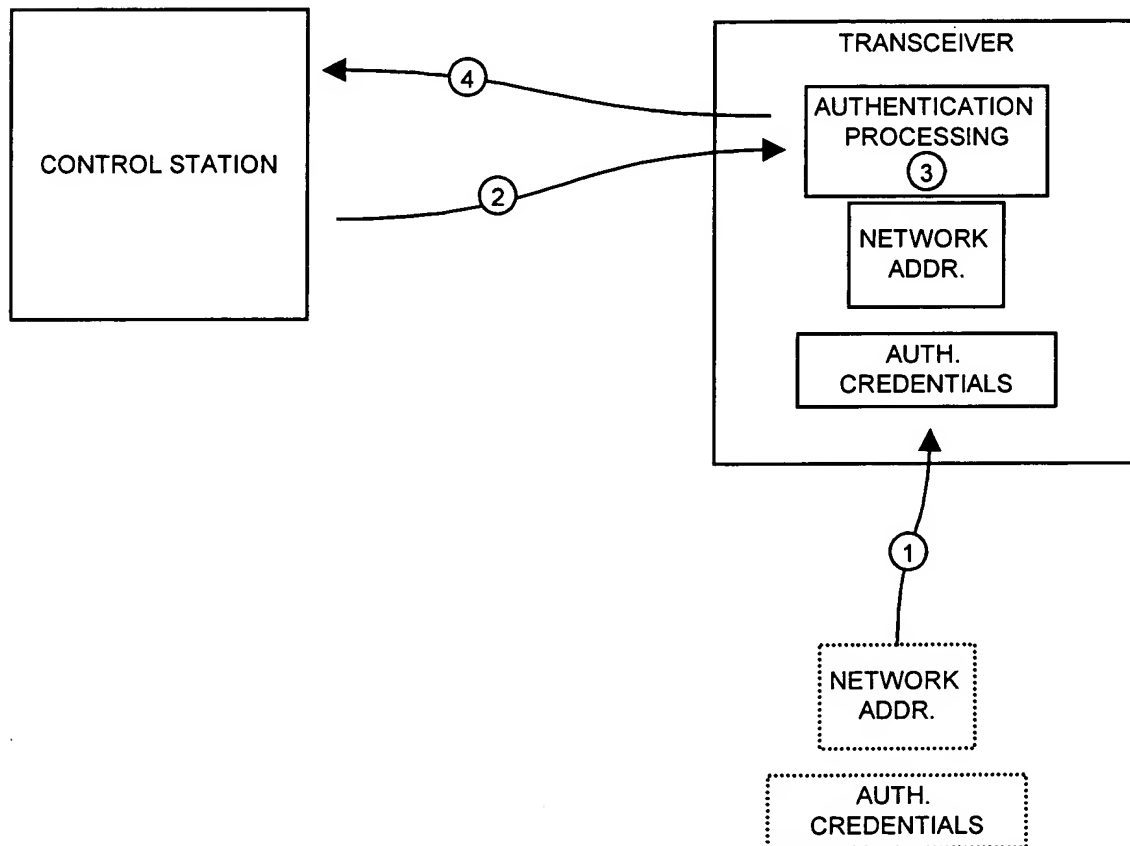 TRANSCEIVER
4
AUTHENTICATION
PROCESSING
3
CONTROL STATION
2
NETWORK
ADDR.
AUTH.
CREDENTIALS
1
NETWORK
ADDR.
AUTH.
CREDENTIALS